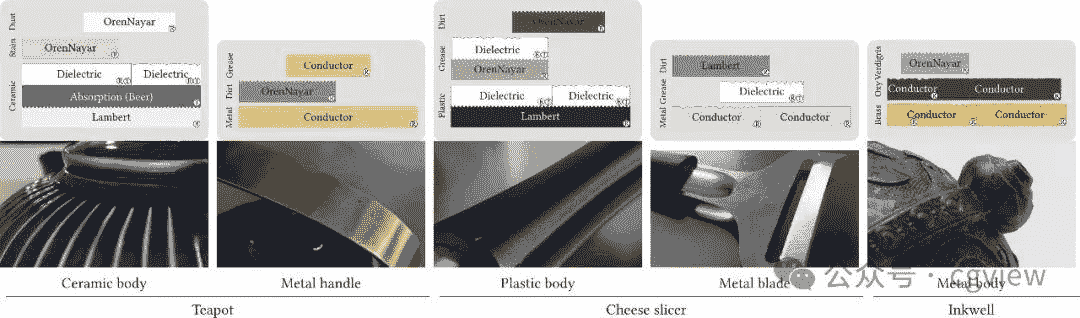 Dust
OrenNayar
Stain
OrenNayar
Ceramic
Dielectric
Dielectric
Absorption (Beer)
Lambert
Grease
Conductor
Dirt
OrenNayar
Metal
Conductor
Dirt
OrenNayar
Grease
Dielectric
OrenNayar
Plastic
Dielectric
Dielectric
Lambert
Dirt
Lambert
Grease
Dielectric
Metal
Conductor
Conductor
Verdigris
OrenNayar
Oxy
Conductor
Conductor
Brass
Conductor
Conductor
Ceramic body
Metal handle
Plastic body
Metal blade
Metal body
Teapot
Cheese slicer
Inkwell
公众号 · cgview